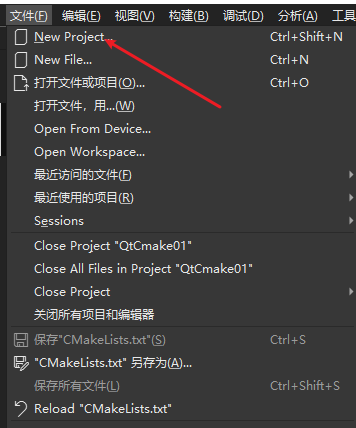 文件(F) 编辑(E) 视图(V) 构建(B) 调试(D) 分析(A) 工
New Project... Ctrl+Shift+N
New File... Ctrl+N
打开文件或项目(O)... Ctrl+O
打开文件，用...(W)
Open From Device...
Open Workspace...
最近访问的文件(F)
最近使用的项目(R)
Sessions
Close Project "QtCmake01"
Close All Files in Project "QtCmake01"
Close Project
关闭所有项目和编辑器
保存"CMakeLists.txt"(S) Ctrl+S
"CMakeLists.txt" 另存为(A)...
保存所有文件(L) Ctrl+Shift+S
Reload "CMakeLists.txt"